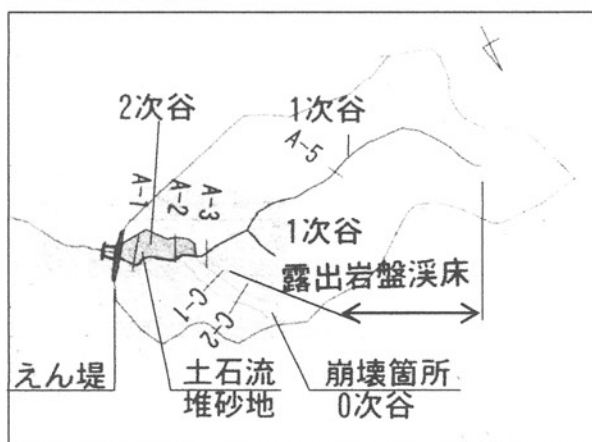 2次谷
1次谷
A-5
A-1
A-2
A-3
1次谷
露出岩盤渓床
C-1
C-2
えん堤
土石流
堆砂地
崩壊箇所
0次谷